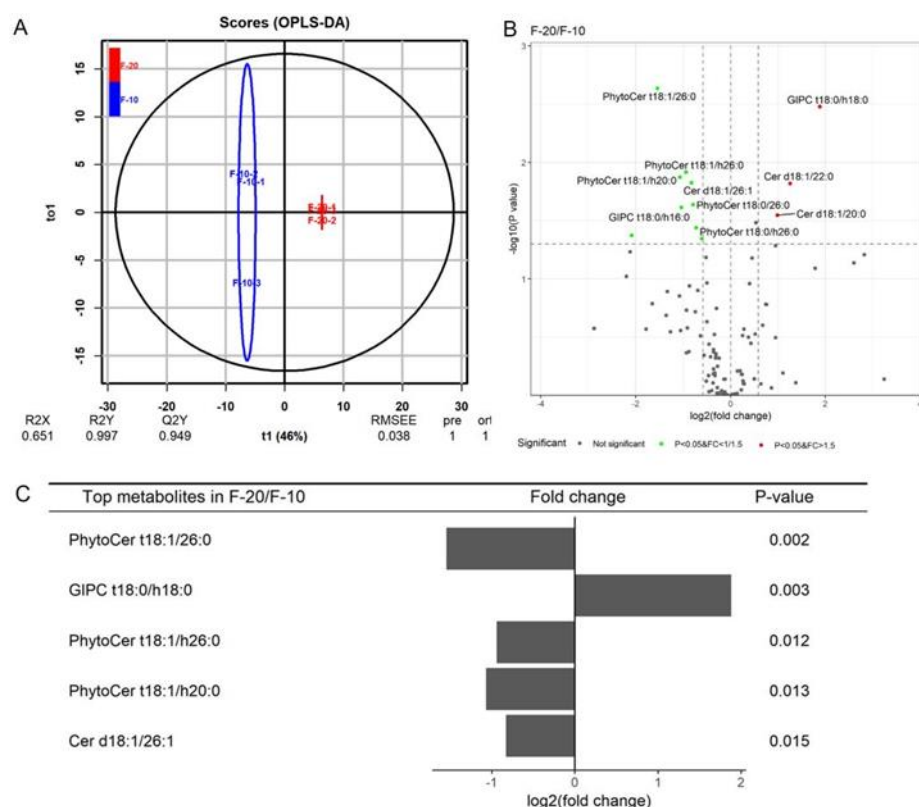 A
Scores (OPLS-DA)
F-20
F-10
to1
15
10
5
0
-5
-10
-15
F-10-2
F-10-1
F-10-3
F-20-1
F-20-2
-30
-20
-10
0
10
20
30
R2X
0.651
R2Y
0.997
Q2Y
0.949
t1 (46%)
RMSEE
0.038
pre
1
ort
1
B
F-20/F-10
-log10(P value)
3
2
1
PhytoCer t18:1/26:0
GIPC t18:0/h18:0
PhytoCer t18:1/h26:0
PhytoCer t18:1/h20:0
Cer d18:1/22:0
Cer d18:1/26:1
PhytoCer t18:0/26:0
Cer d18:1/20:0
GIPC t18:0/h16:0
PhytoCer t18:0/h26:0
-4
-2
0
2
4
log2(fold change)
Significant
Not significant
P<0.05&FC<1/1.5
P<0.05&FC>1.5
C
Top metabolites in F-20/F-10 Fold change P-value
PhytoCer t18:1/26:0 0.002
GIPC t18:0/h18:0 0.003
PhytoCer t18:1/h26:0 0.012
PhytoCer t18:1/h20:0 0.013
Cer d18:1/26:1 0.015
-1 0 1 2
log2(fold change)